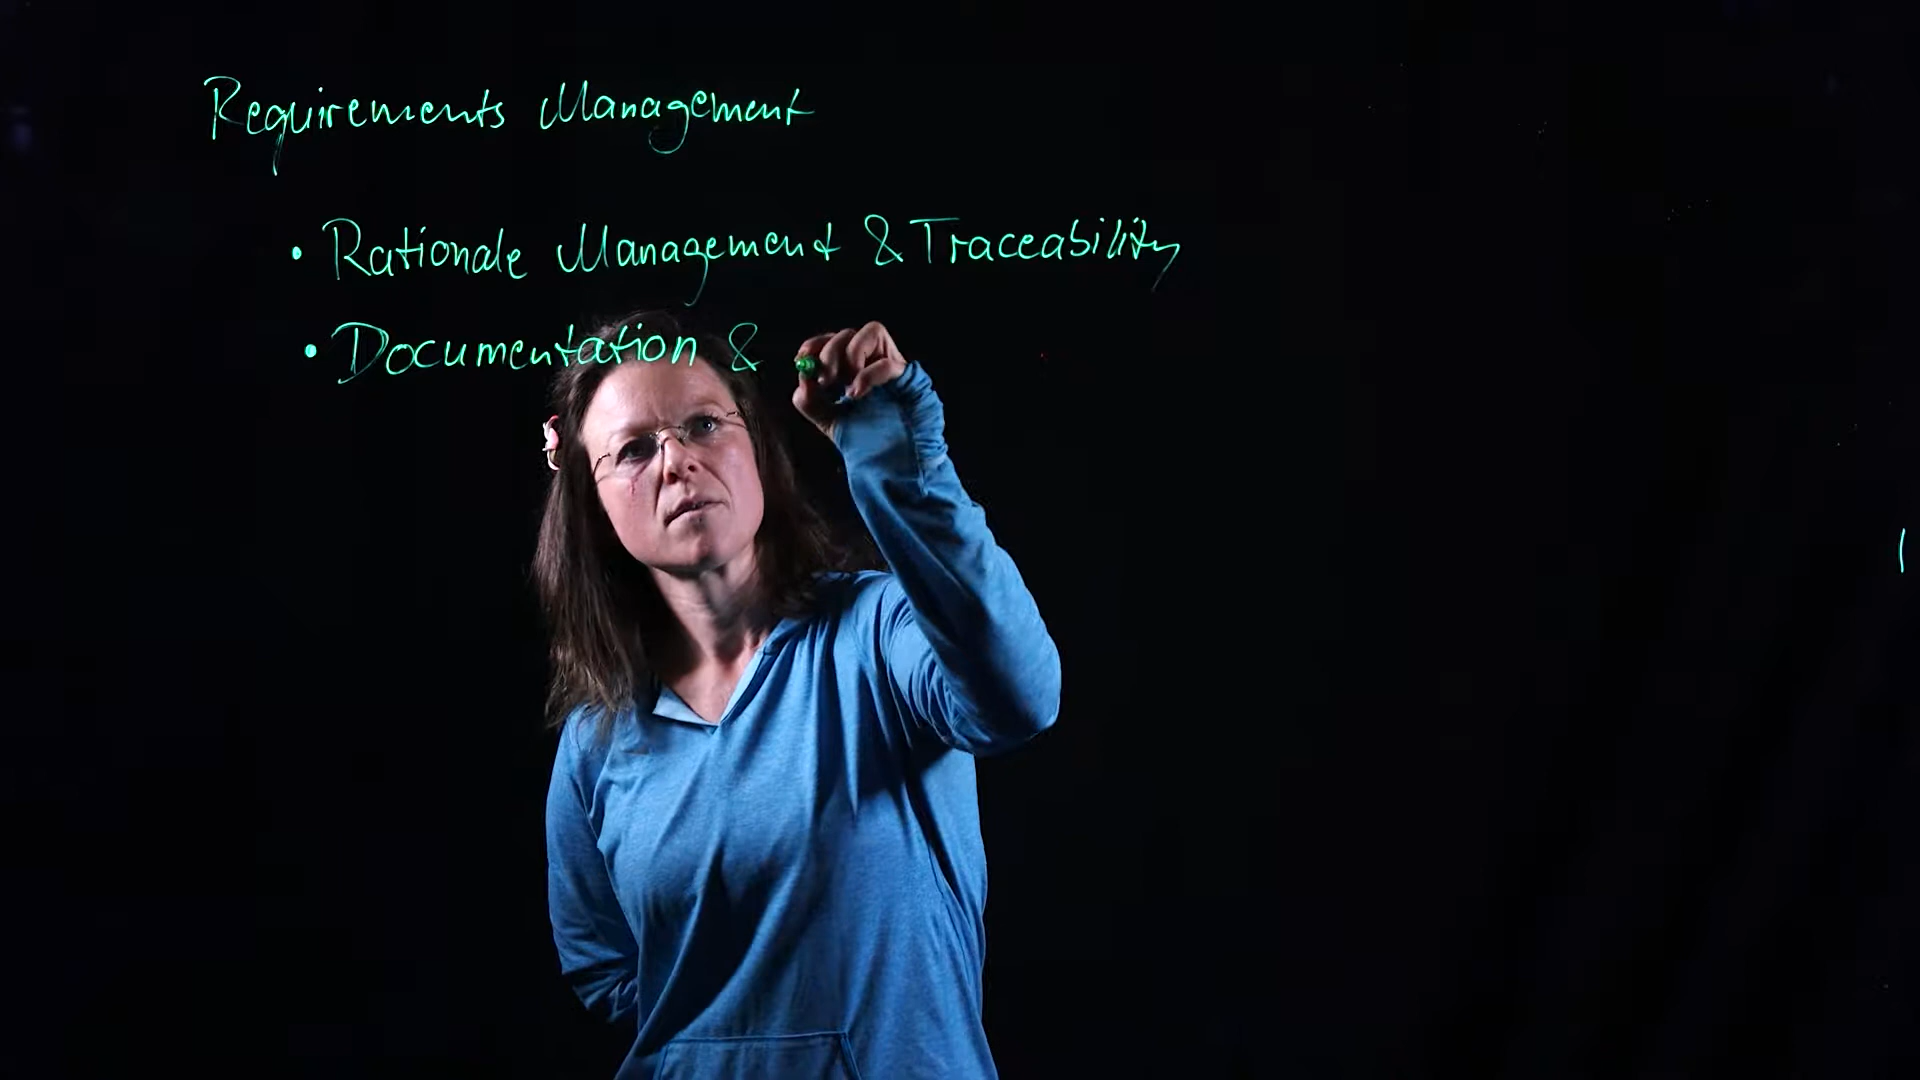 Requirements Management
• Rationale Management & Traceability
• Documentation &